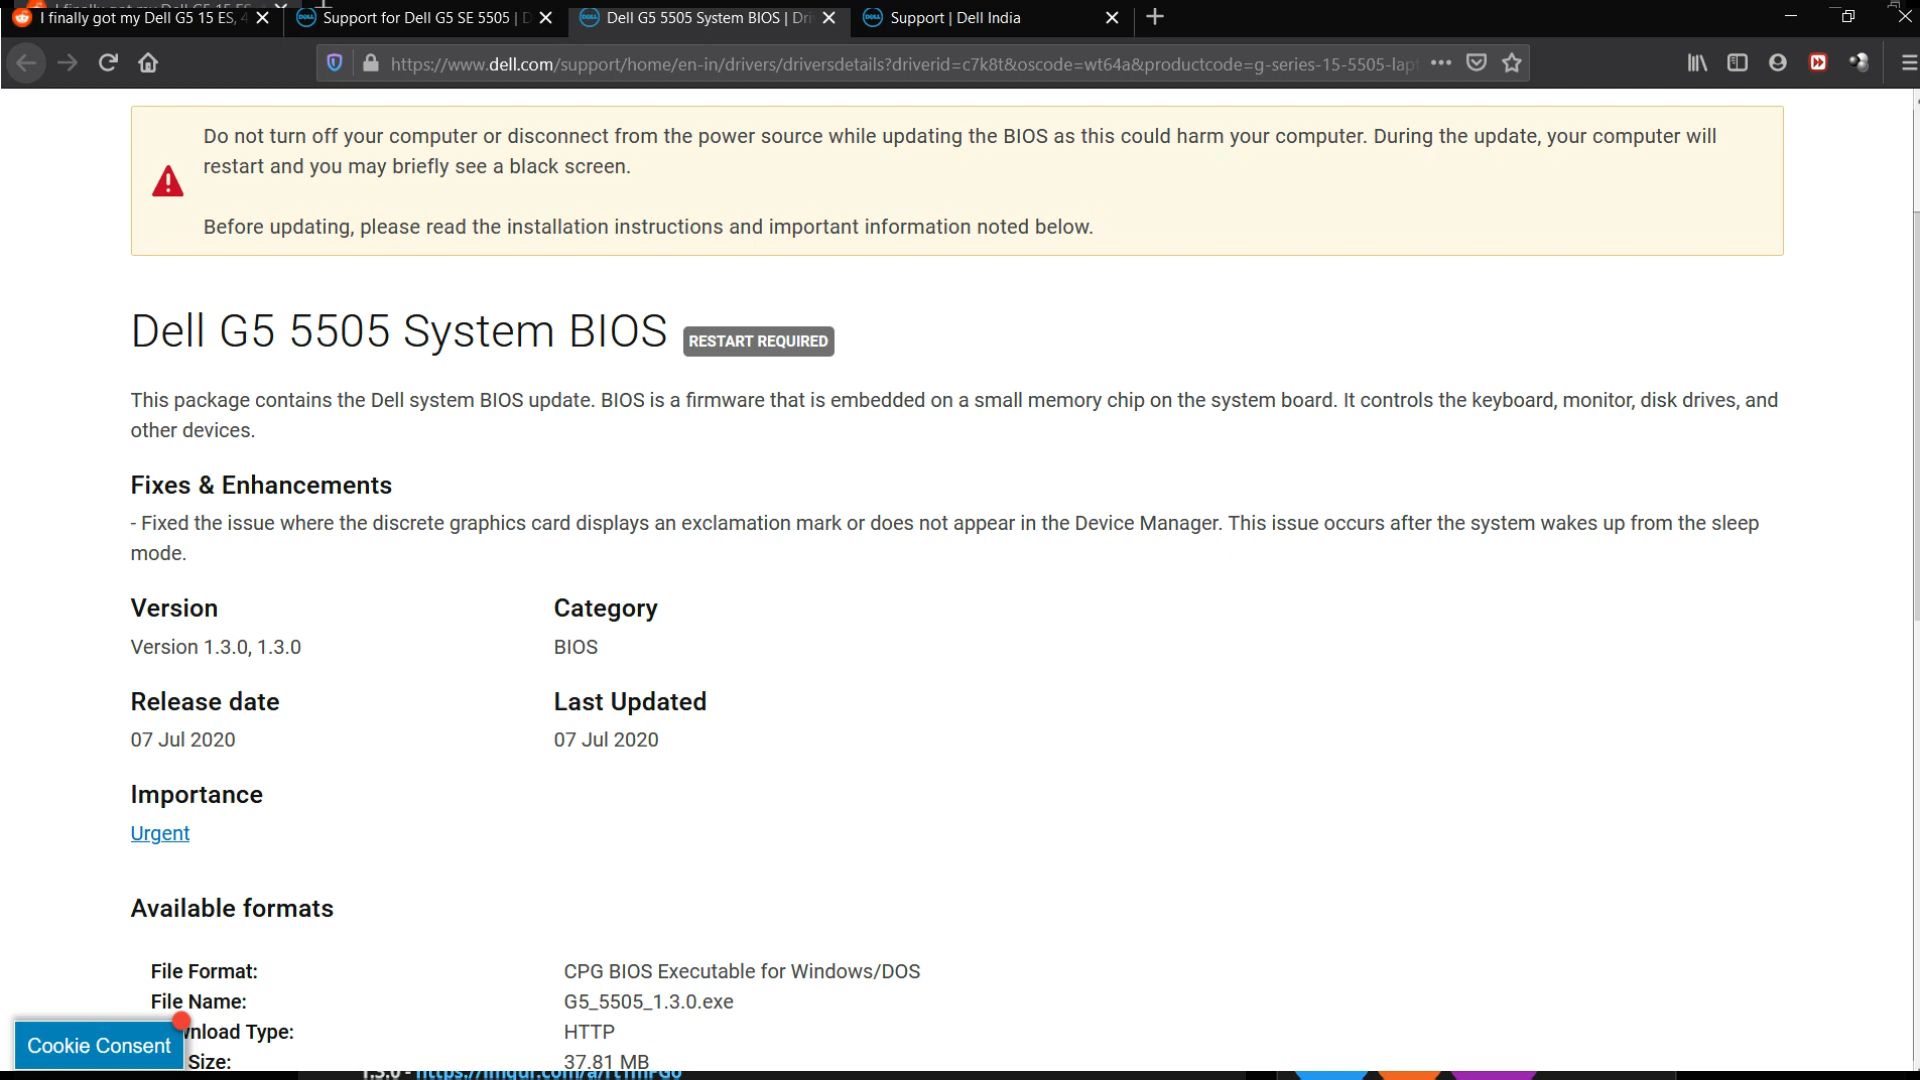 I finally got my Dell G5 15 ES, 4
Support for Dell G5 SE 5505 | D
Dell G5 5505 System BIOS | Dri
Support | Dell India
https://www.dell.com/support/home/en-in/drivers/driversdetails?driverid=c7k8t&oscode=wt64a&productcode=g-series-15-5505-lapt
Do not turn off your computer or disconnect from the power source while updating the BIOS as this could harm your computer. During the update, your computer will
restart and you may briefly see a black screen.
Before updating, please read the installation instructions and important information noted below.
Dell G5 5505 System BIOS RESTART REQUIRED
This package contains the Dell system BIOS update. BIOS is a firmware that is embedded on a small memory chip on the system board. It controls the keyboard, monitor, disk drives, and
other devices.
Fixes & Enhancements
- Fixed the issue where the discrete graphics card displays an exclamation mark or does not appear in the Device Manager. This issue occurs after the system wakes up from the sleep
mode.
Version
Category
Version 1.3.0, 1.3.0
BIOS
Release date
Last Updated
07 Jul 2020
07 Jul 2020
Importance
Urgent
Available formats
File Format:
CPG BIOS Executable for Windows/DOS
File Name:
G5_5505_1.3.0.exe
nload Type:
HTTP
Size:
37.81 MB
Cookie Consent